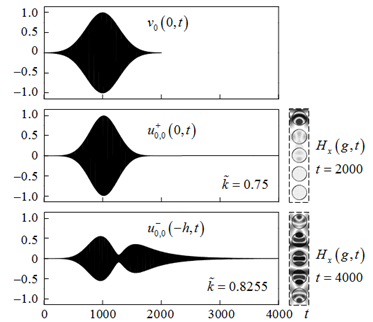 1.0
0.5
0
−0.5
−1.0
v₀(0,t)
1.0
0.5
0
−0.5
−1.0
u⁺₀,₀(0,t)
k̃ = 0.75
Hₓ(g,t)
t = 2000
1.0
0.5
0
−0.5
−1.0
u⁻₀,₀(−h,t)
k̃ = 0.8255
Hₓ(g,t)
t = 4000
0 1000 2000 3000 4000 t